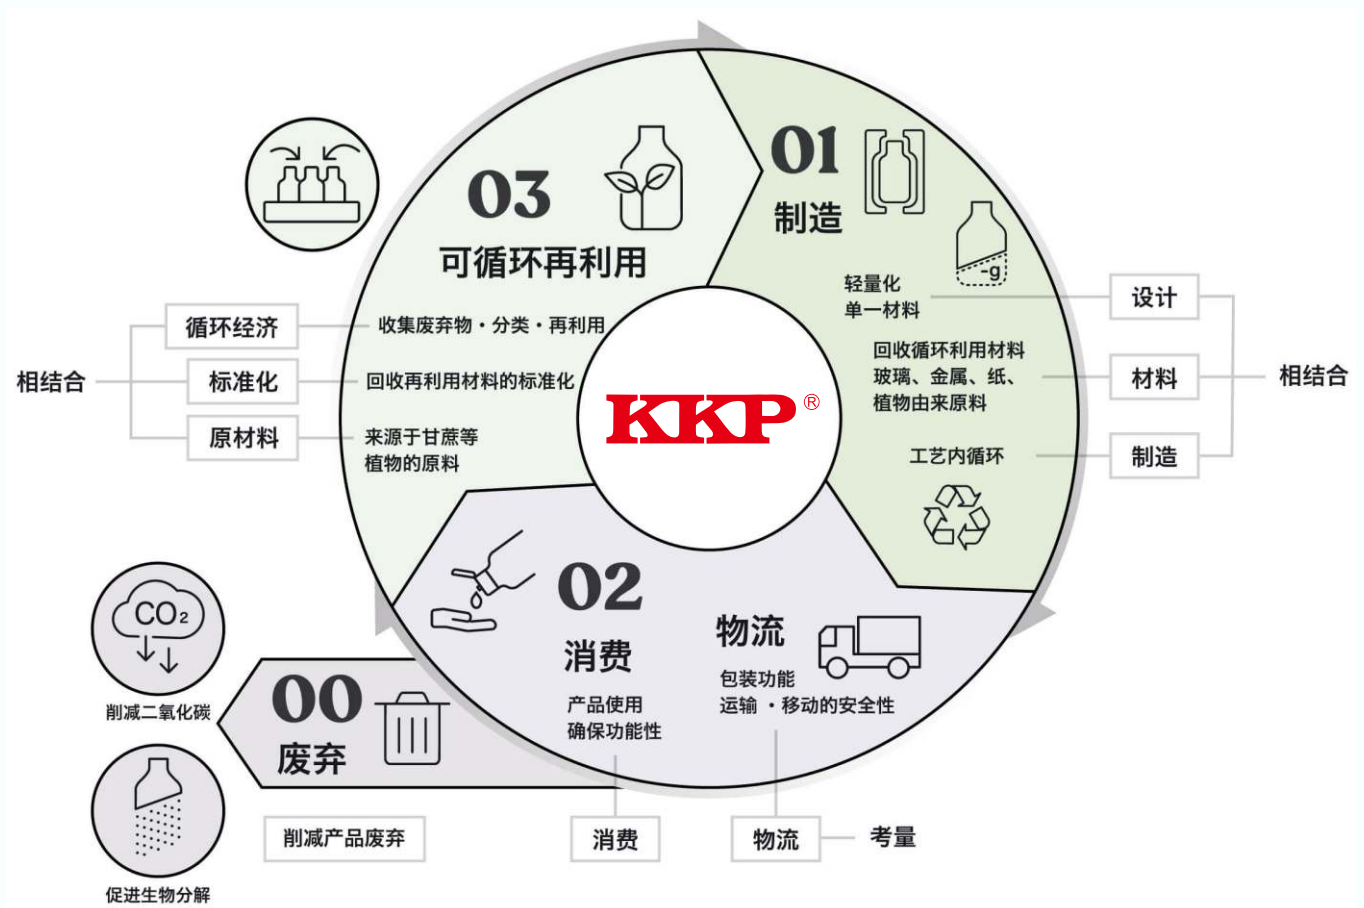 03
可循环再利用
收集废弃物・分类・再利用
回收再利用材料的标准化
来源于甘蔗等
植物的原料
循环经济
标准化
原材料
相结合
01
制造
-g
轻量化
单一材料
回收循环利用材料
玻璃、金属、纸、
植物由来原料
工艺内循环
设计
材料
制造
相结合
KKP®
02
消费
产品使用
确保功能性
物流
包装功能
运输・移动的安全性
消费
物流
考量
00
废弃
削减产品废弃
CO₂
削减二氧化碳
促进生物分解